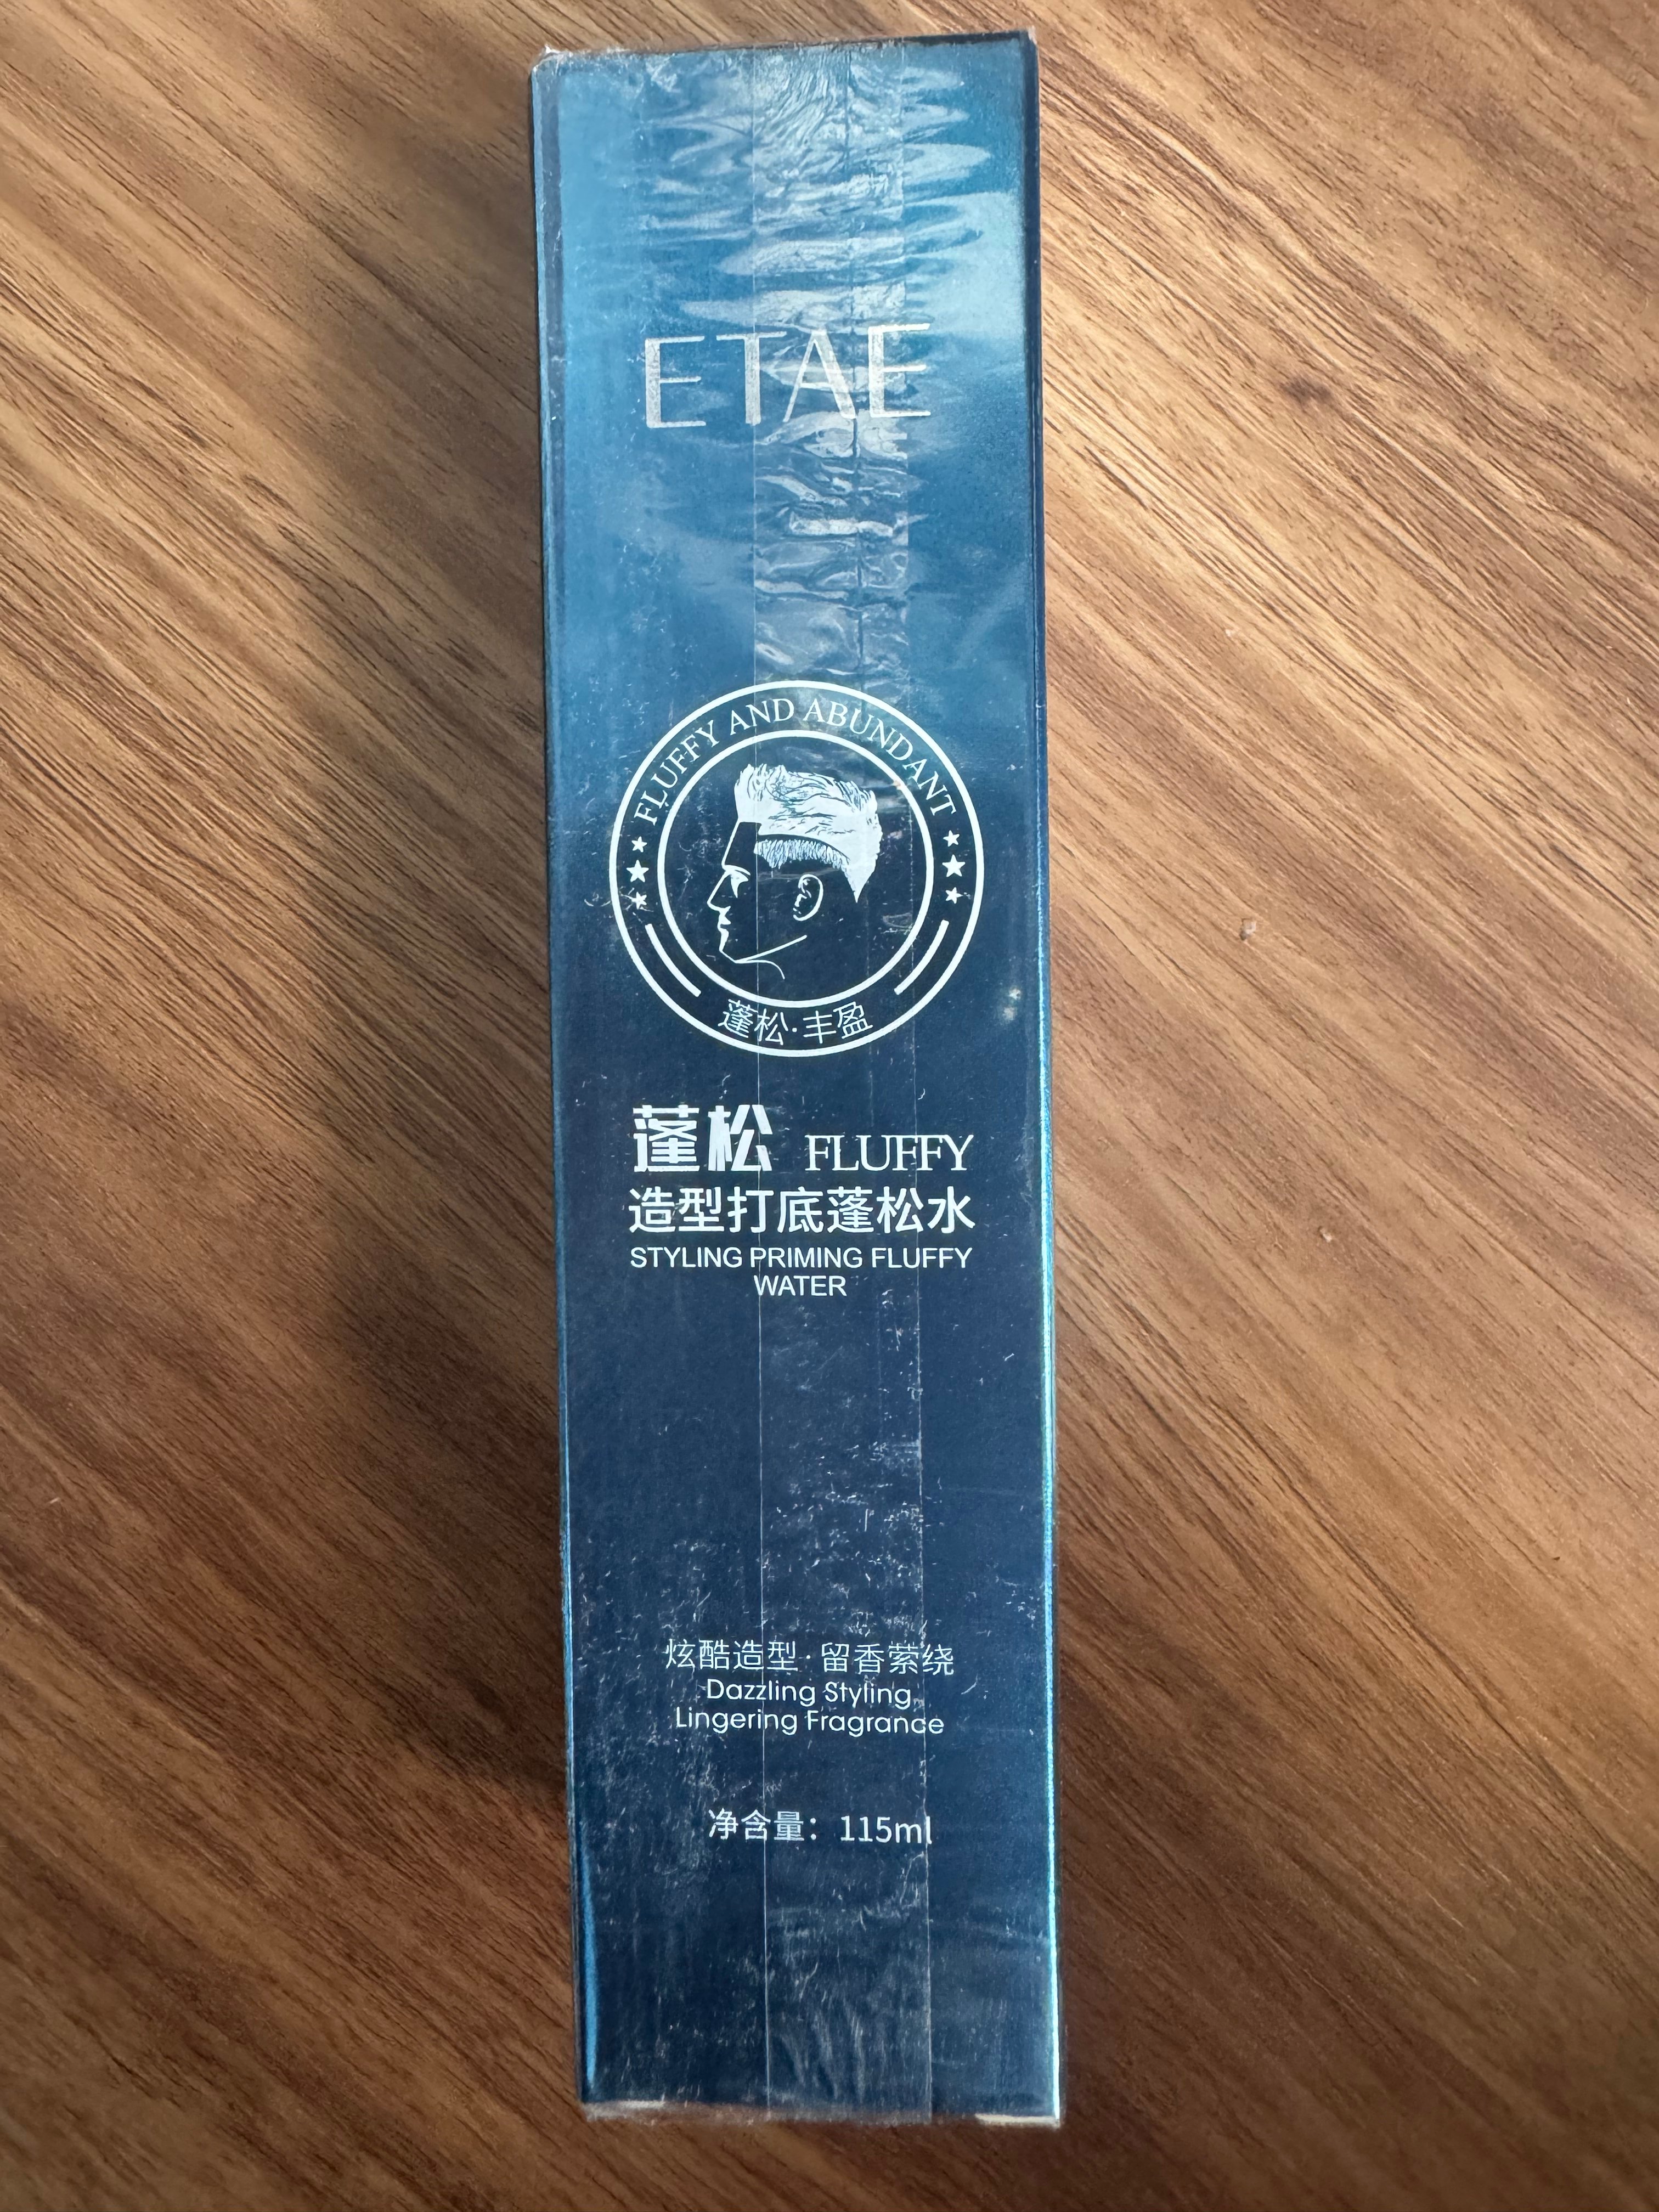 ETAE
FLUFFY AND ABUNDANT
蓬松·丰盈
蓬松 FLUFFY
造型打底蓬松水
STYLING PRIMING FLUFFY
WATER
炫酷造型·留香萦绕
Dazzling Styling
Lingering Fragrance
净含量：115ml